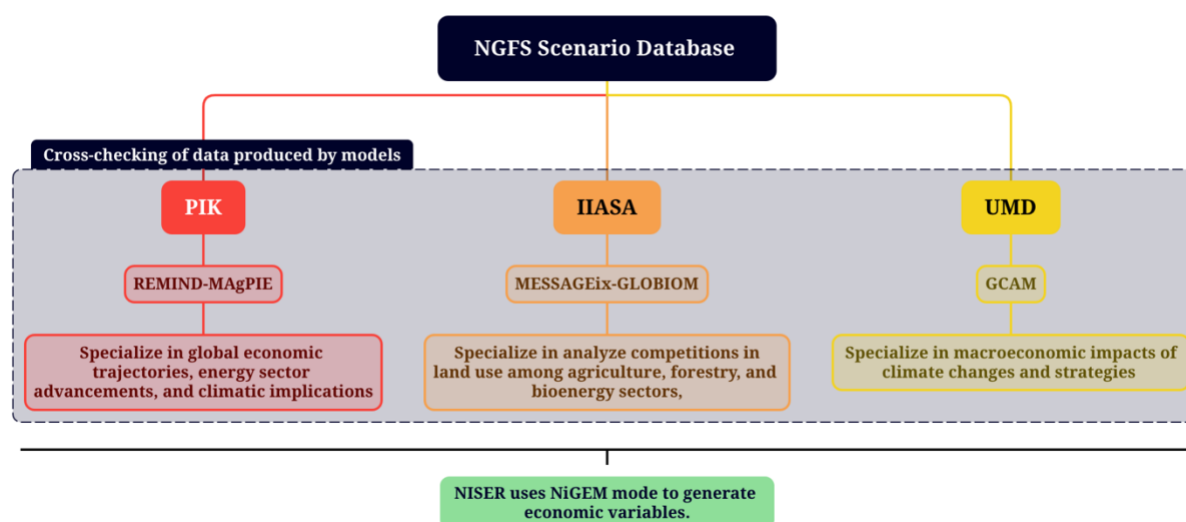 NGFS Scenario Database
Cross-checking of data produced by models
PIK
IIASA
UMD
REMIND-MAgPIE
MESSAGEix-GLOBIOM
GCAM
Specialize in global economic
trajectories, energy sector
advancements, and climatic implications
Specialize in analyze competitions in
land use among agriculture, forestry, and
bioenergy sectors,
Specialize in macroeconomic impacts of
climate changes and strategies
NISER uses NiGEM mode to generate
economic variables.